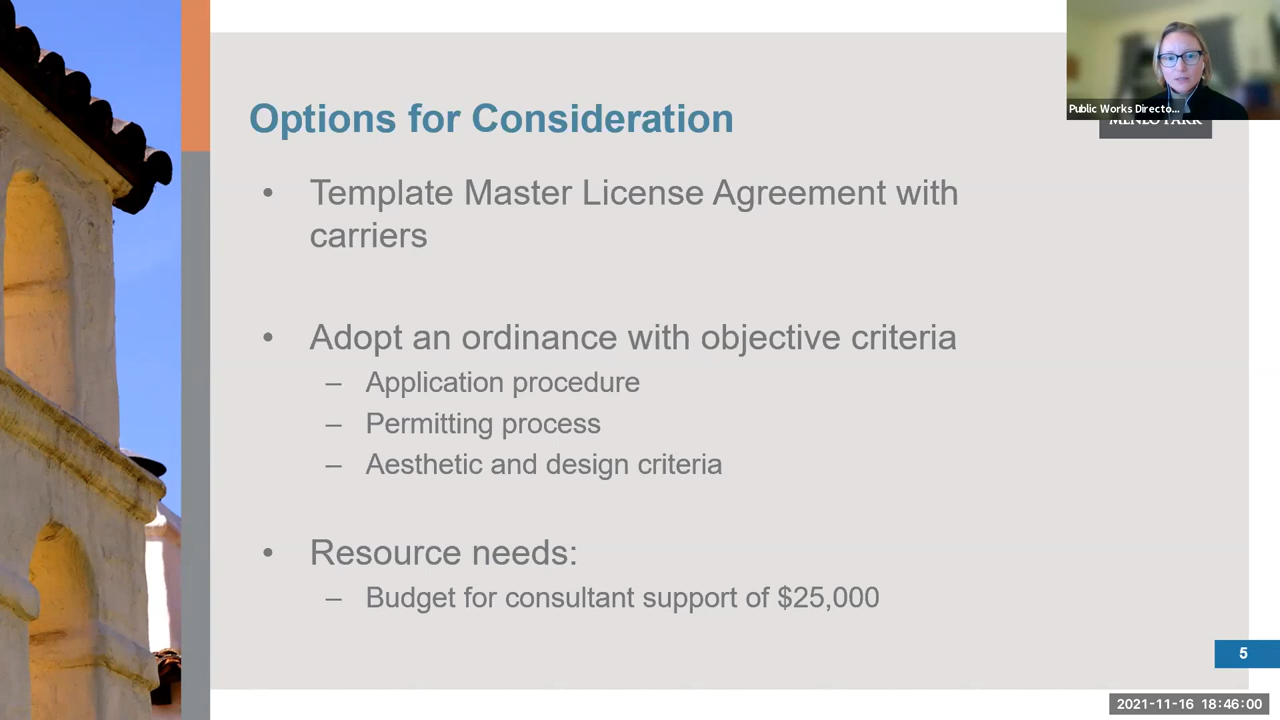 Public Works Directo...
MENLO PARK
Options for Consideration
• Template Master License Agreement with
carriers
• Adopt an ordinance with objective criteria
– Application procedure
– Permitting process
– Aesthetic and design criteria
• Resource needs:
– Budget for consultant support of $25,000
5
2021-11-16 18:46:00